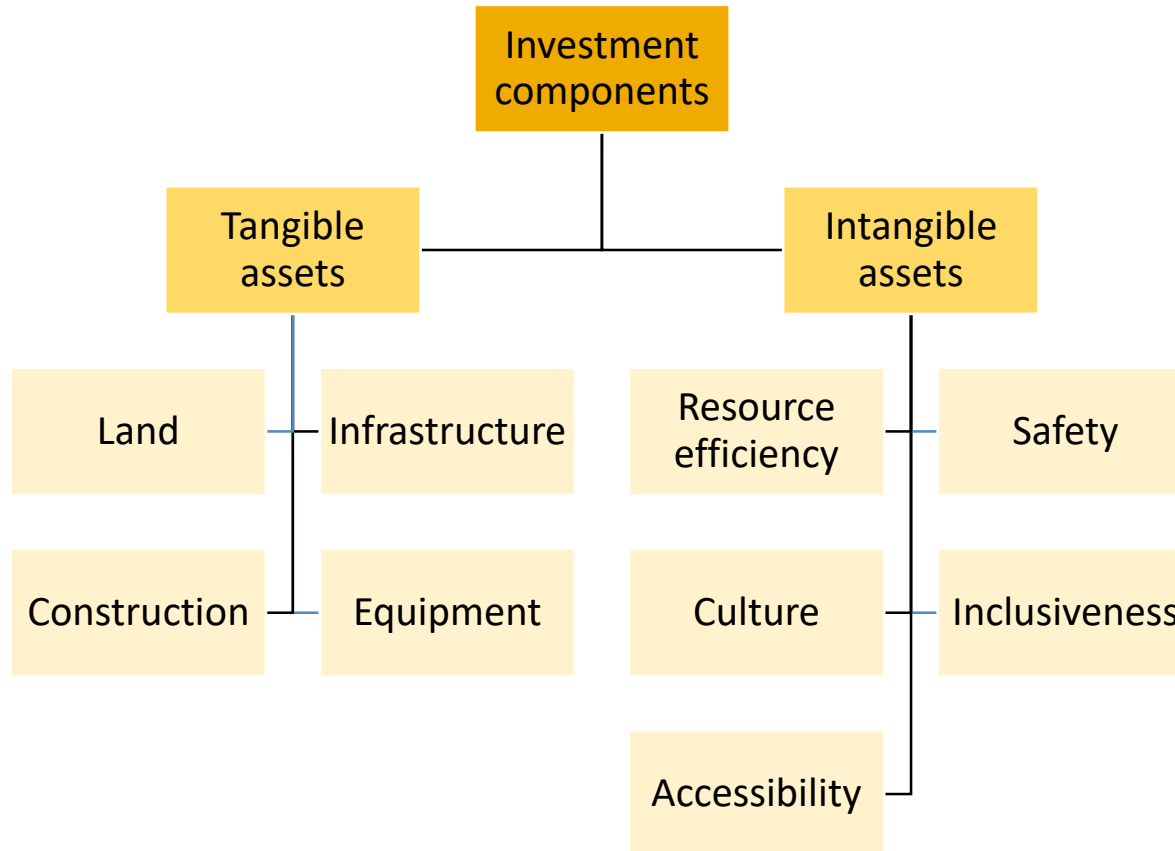 Investment
components
Tangible
assets
Intangible
assets
Land
Infrastructure
Resource
efficiency
Safety
Construction
Equipment
Culture
Inclusiveness
Accessibility